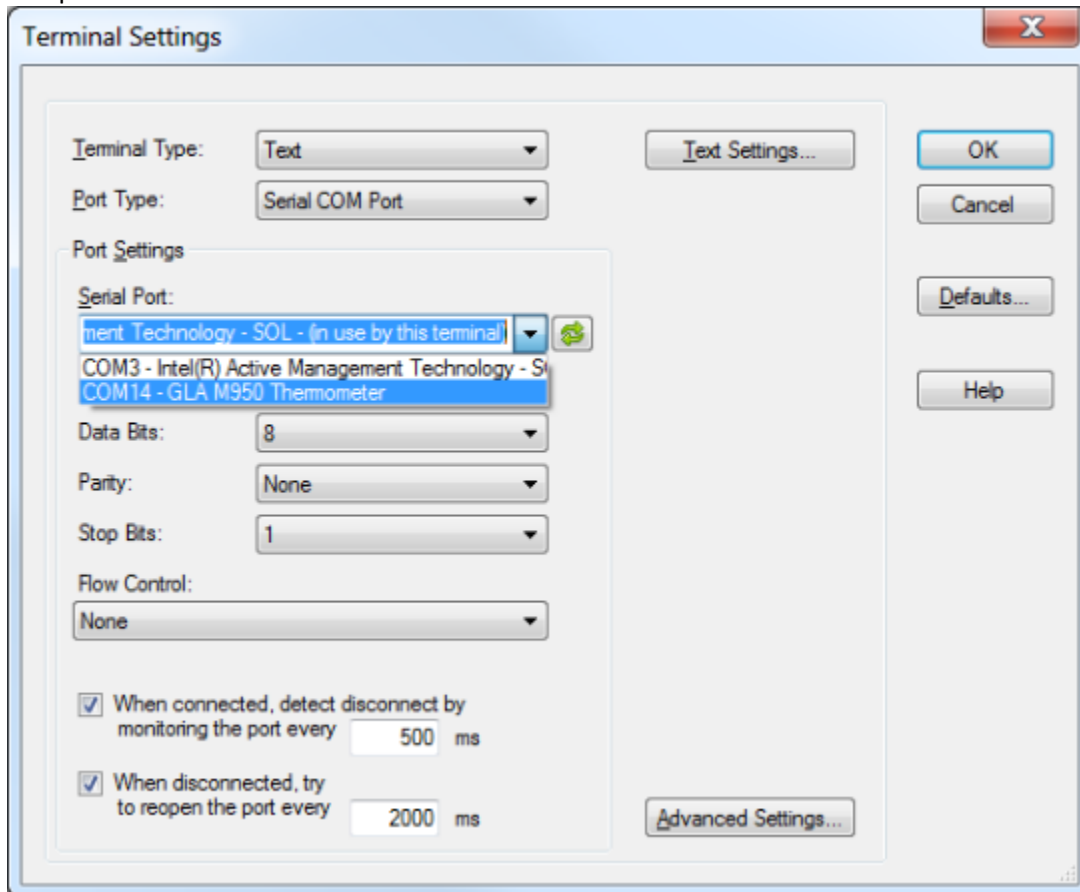 Terminal Settings
X
Terminal Type:
Text
Text Settings...
OK
Port Type:
Serial COM Port
Cancel
Port Settings
Serial Port:
Defaults...
ment Technology - SOL - (in use by this terminal)
COM3 - Intel(R) Active Management Technology - S
COM14 - GLA M950 Thermometer
Help
Data Bits:
8
Parity:
None
Stop Bits:
1
Flow Control:
None
When connected, detect disconnect by
monitoring the port every 500 ms
When disconnected, try
to reopen the port every 2000 ms
Advanced Settings...